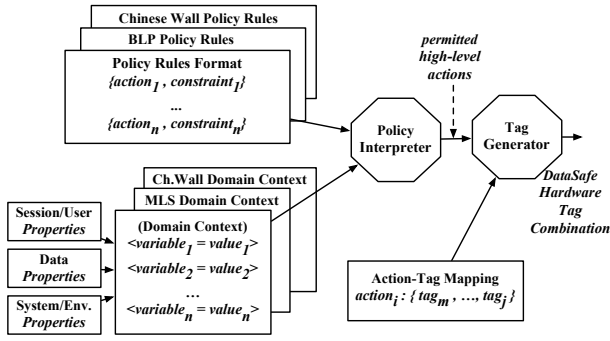 Chinese Wall Policy Rules
BLP Policy Rules
Policy Rules Format
{action1 , constraint1}
...
{actionn , constraintn}
permitted
high-level
actions
Policy
Interpreter
Tag
Generator
DataSafe
Hardware
Tag
Combination
Ch.Wall Domain Context
MLS Domain Context
(Domain Context)
<variable1 = value1>
<variable2 = value2>
...
<variablen = valuen>
Session/User
Properties
Data
Properties
System/Env.
Properties
Action-Tag Mapping
actioni : { tagm , ..., tagj }